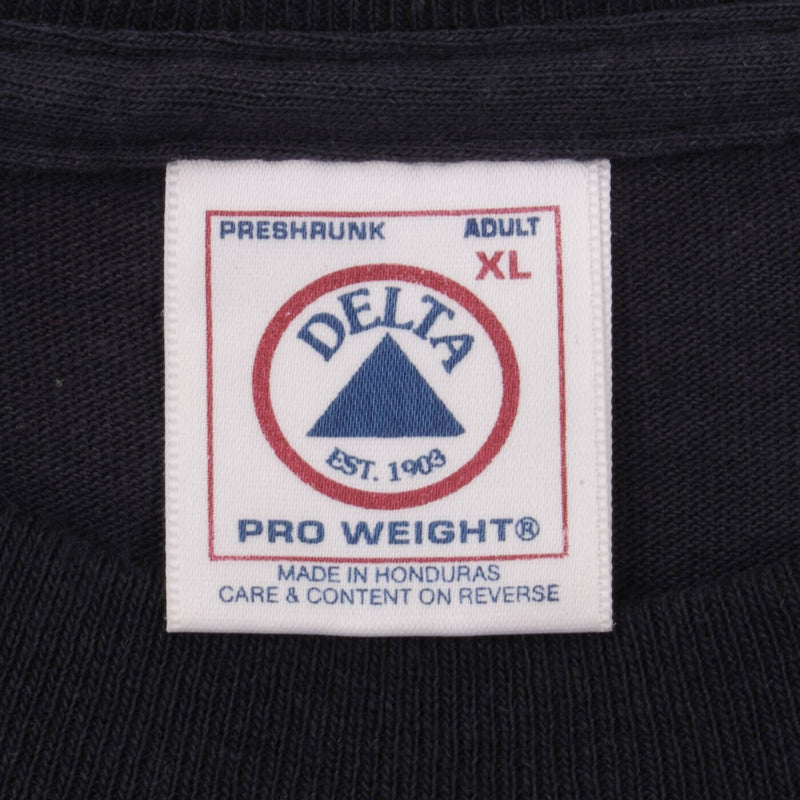 PRESHRUNK ADULT
XL
DELTA
EST. 1903
PRO WEIGHT®
MADE IN HONDURAS
CARE & CONTENT ON REVERSE